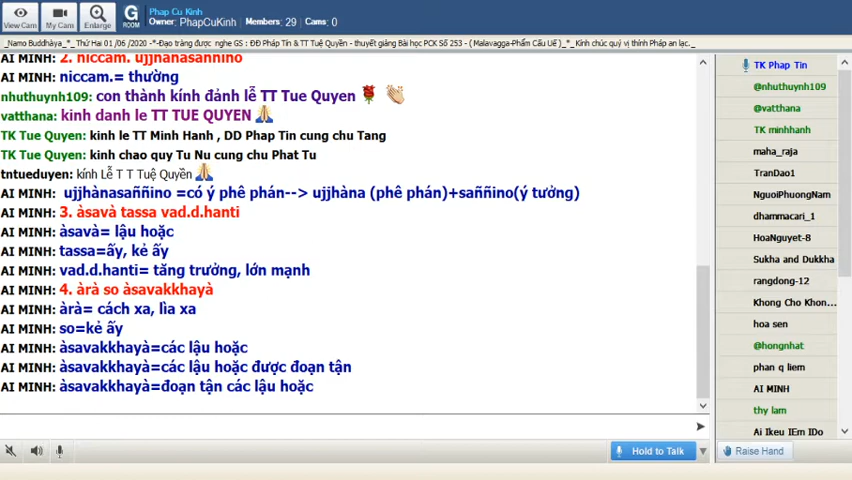 View Cam
My Cam
Enlarge
G
ROOM
Phap Cu Kinh
Owner: PhapCuKinh Members: 29 Cams: 0
_Namo Buddhàya_*_ Thứ Hai 01 /06 /2020 -*-Đạo tràng được nghe GS : ĐĐ Pháp Tín & TT Tuệ Quyền - thuyết giảng Bài học PCK Số 253 - ( Malavagga-Phẩm Cấu Uế )_*_ Kính chúc quý vị thính Pháp an lạc._
AI MINH: 2. niccam. ujjhànasaññino
AI MINH: niccam.= thường
nhuthuynh109: con thành kính đảnh lễ TT Tue Quyen
vatthana: kinh danh le TT TUE QUYEN
TK Tue Quyen: kinh le TT Minh Hanh , DD Phap Tin cung chu Tang
TK Tue Quyen: kinh chao quy Tu Nu cung chu Phat Tu
tntueduyen: kính Lễ T T Tuệ Quyền
AI MINH: ujjhànasaññino =có ý phê phán--> ujjhàna (phê phán)+saññino(ý tưởng)
AI MINH: 3. àsavà tassa vad.d.hanti
AI MINH: àsavà= lậu hoặc
AI MINH: tassa=ấy, kẻ ấy
AI MINH: vad.d.hanti= tăng trưởng, lớn mạnh
AI MINH: 4. àrà so àsavakkhayà
AI MINH: àrà= cách xa, lìa xa
AI MINH: so=kẻ ấy
AI MINH: àsavakkhayà=các lậu hoặc
AI MINH: àsavakkhayà=các lậu hoặc được đoạn tận
AI MINH: àsavakkhayà=đoạn tận các lậu hoặc
Hold to Talk
TK Phap Tin
@nhuthuynh109
@vatthana
TK minhhanh
maha_raja
TranDao1
NguoiPhuongNam
dhammacari_1
HoaNguyet-8
Sukha and Dukkha
rangdong-12
Khong Cho Khon...
hoa sen
@hongnhat
phan q liem
AI MINH
thy lam
Ai Ikeu IEm IDo
Raise Hand